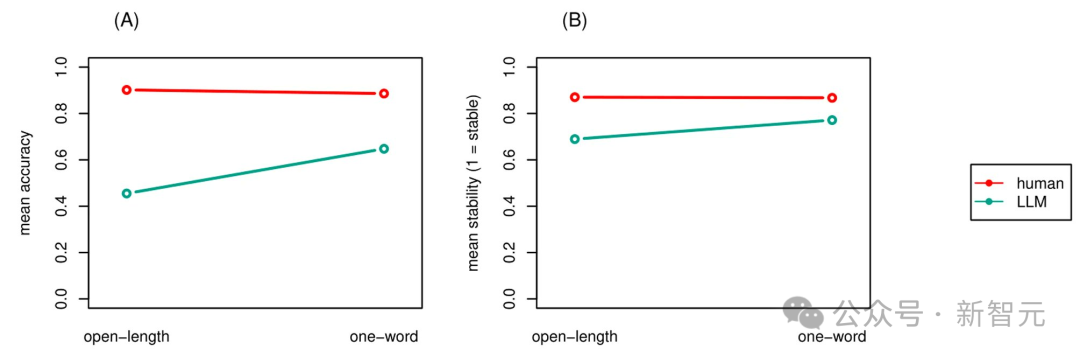 (A)
mean accuracy
1.0
0.8
0.6
0.4
0.2
0.0
open−length
one−word
(B)
mean stability (1 = stable)
1.0
0.8
0.6
0.4
0.2
0.0
open−length
one−word
human
LLM
公众号 · 新智元